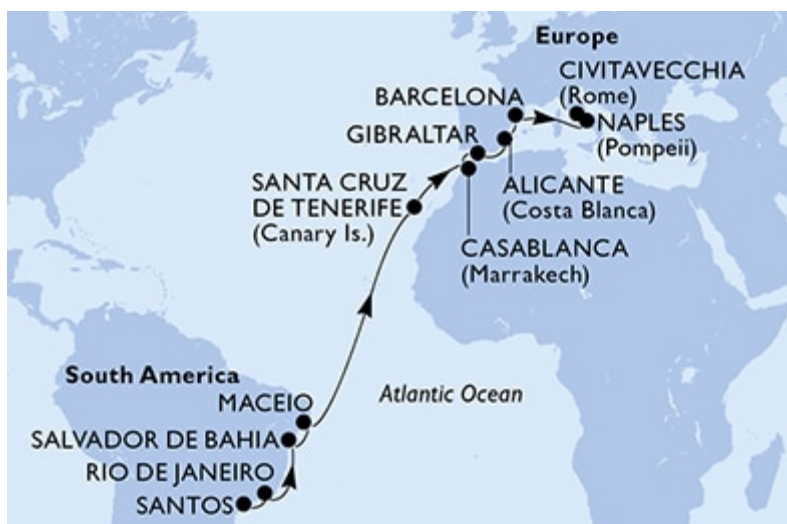 Europe
CIVITAVECCHIA
(Rome)
BARCELONA
NAPLES
(Pompeii)
GIBRALTAR
SANTA CRUZ
DE TENERIFE
(Canary Is.)
ALICANTE
(Costa Blanca)
CASABLANCA
(Marrakech)
South America
Atlantic Ocean
MACEIO
SALVADOR DE BAHIA
RIO DE JANEIRO
SANTOS